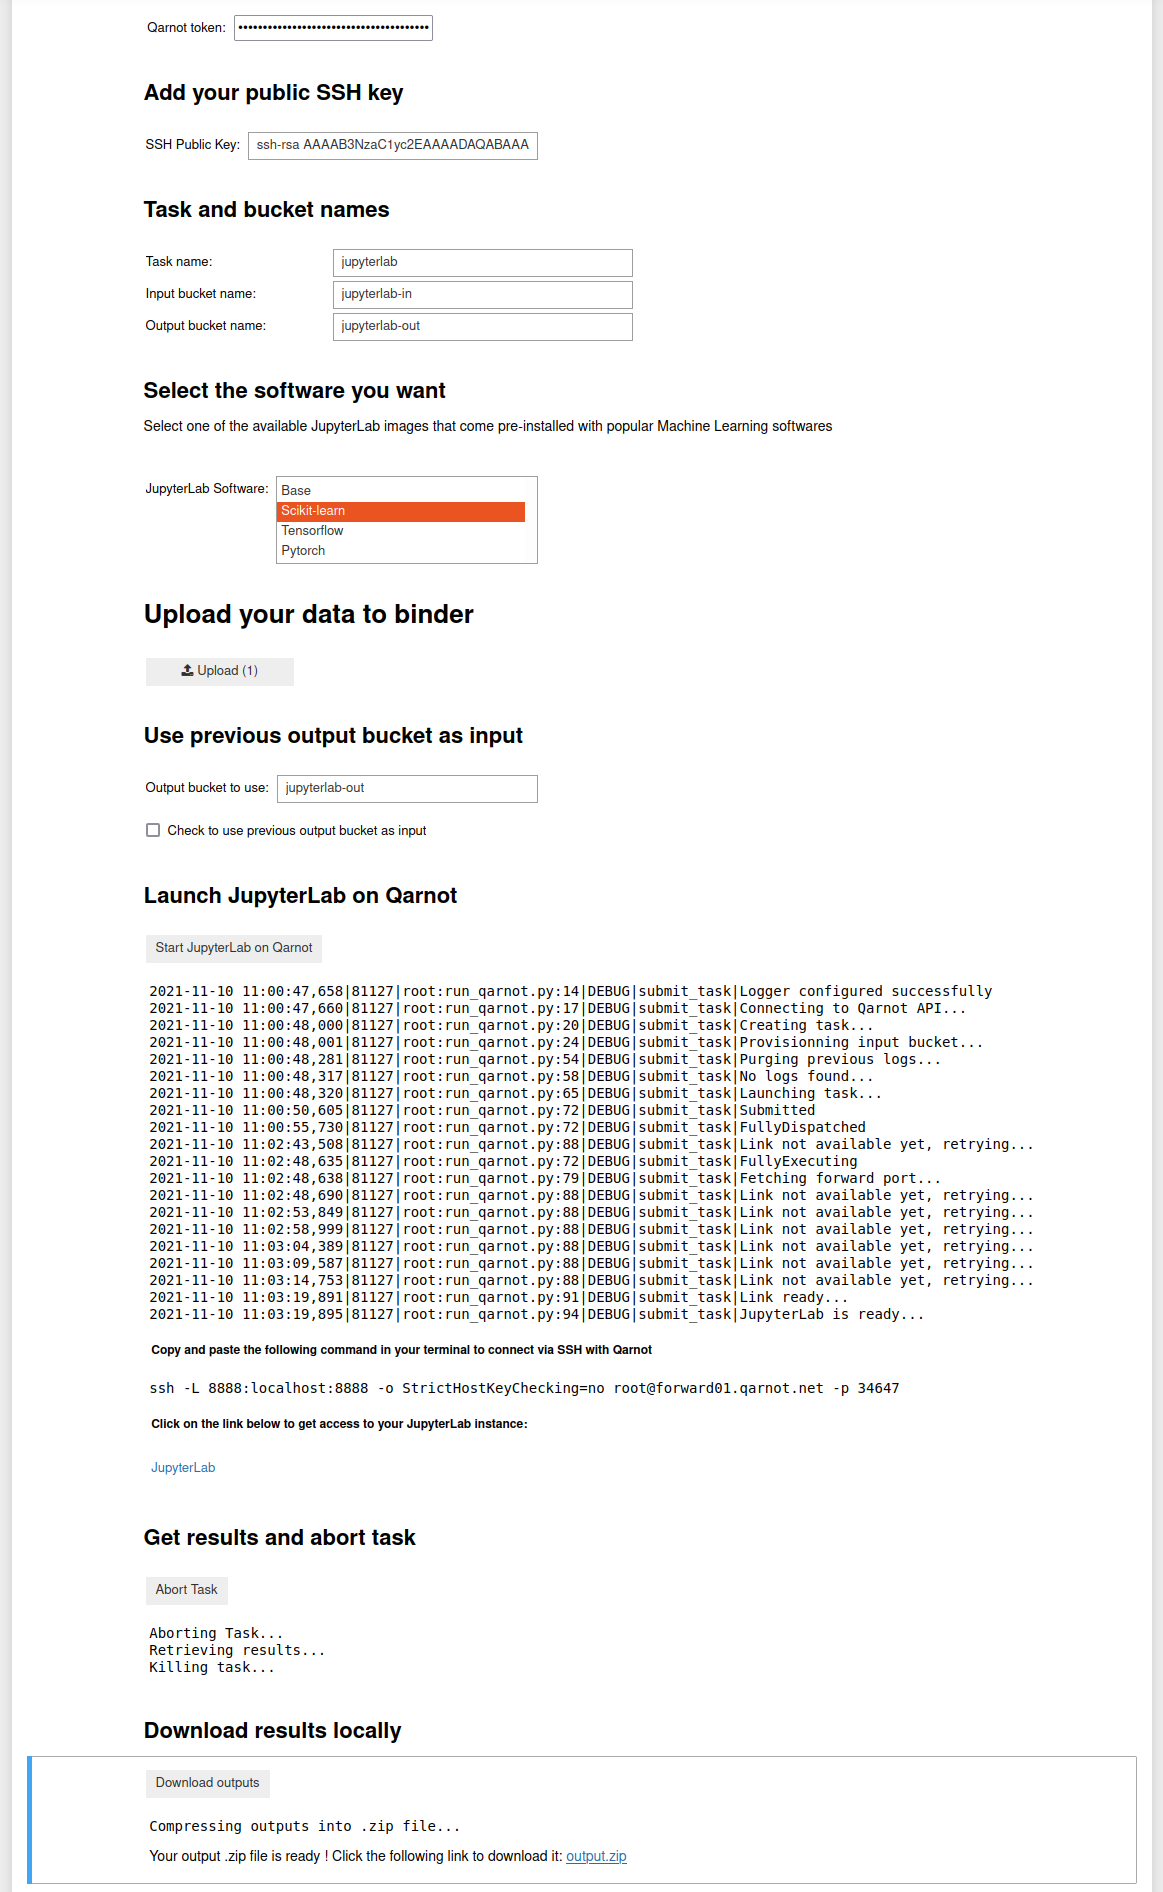 Qarnot token: ••••••••••••••••••••••••••••••••••••••••
Add your public SSH key
SSH Public Key: ssh-rsa AAAAB3NzaC1yc2EAAAADAQABAAA
Task and bucket names
Task name: jupyterlab
Input bucket name: jupyterlab-in
Output bucket name: jupyterlab-out
Select the software you want
Select one of the available JupyterLab images that come pre-installed with popular Machine Learning softwares
JupyterLab Software: Base
Scikit-learn
Tensorflow
Pytorch
Upload your data to binder
Upload (1)
Use previous output bucket as input
Output bucket to use: jupyterlab-out
Check to use previous output bucket as input
Launch JupyterLab on Qarnot
Start JupyterLab on Qarnot
2021-11-10 11:00:47,658|81127|root:run_qarnot.py:14|DEBUG|submit_task|Logger configured successfully
2021-11-10 11:00:47,660|81127|root:run_qarnot.py:17|DEBUG|submit_task|Connecting to Qarnot API...
2021-11-10 11:00:48,000|81127|root:run_qarnot.py:20|DEBUG|submit_task|Creating task...
2021-11-10 11:00:48,001|81127|root:run_qarnot.py:24|DEBUG|submit_task|Provisionning input bucket...
2021-11-10 11:00:48,281|81127|root:run_qarnot.py:54|DEBUG|submit_task|Purging previous logs...
2021-11-10 11:00:48,317|81127|root:run_qarnot.py:58|DEBUG|submit_task|No logs found...
2021-11-10 11:00:48,320|81127|root:run_qarnot.py:65|DEBUG|submit_task|Launching task...
2021-11-10 11:00:50,605|81127|root:run_qarnot.py:72|DEBUG|submit_task|Submitted
2021-11-10 11:00:55,730|81127|root:run_qarnot.py:72|DEBUG|submit_task|FullyDispatched
2021-11-10 11:02:43,508|81127|root:run_qarnot.py:88|DEBUG|submit_task|Link not available yet, retrying...
2021-11-10 11:02:48,635|81127|root:run_qarnot.py:72|DEBUG|submit_task|FullyExecuting
2021-11-10 11:02:48,638|81127|root:run_qarnot.py:79|DEBUG|submit_task|Fetching forward port...
2021-11-10 11:02:48,690|81127|root:run_qarnot.py:88|DEBUG|submit_task|Link not available yet, retrying...
2021-11-10 11:02:53,849|81127|root:run_qarnot.py:88|DEBUG|submit_task|Link not available yet, retrying...
2021-11-10 11:02:58,999|81127|root:run_qarnot.py:88|DEBUG|submit_task|Link not available yet, retrying...
2021-11-10 11:03:04,389|81127|root:run_qarnot.py:88|DEBUG|submit_task|Link not available yet, retrying...
2021-11-10 11:03:09,587|81127|root:run_qarnot.py:88|DEBUG|submit_task|Link not available yet, retrying...
2021-11-10 11:03:14,753|81127|root:run_qarnot.py:88|DEBUG|submit_task|Link not available yet, retrying...
2021-11-10 11:03:19,891|81127|root:run_qarnot.py:91|DEBUG|submit_task|Link ready...
2021-11-10 11:03:19,895|81127|root:run_qarnot.py:94|DEBUG|submit_task|JupyterLab is ready...
Copy and paste the following command in your terminal to connect via SSH with Qarnot
ssh -L 8888:localhost:8888 -o StrictHostKeyChecking=no root@forward01.qarnot.net -p 34647
Click on the link below to get access to your JupyterLab instance:
JupyterLab
Get results and abort task
Abort Task
Aborting Task...
Retrieving results...
Killing task...
Download results locally
Download outputs
Compressing outputs into .zip file...
Your output .zip file is ready ! Click the following link to download it: output.zip